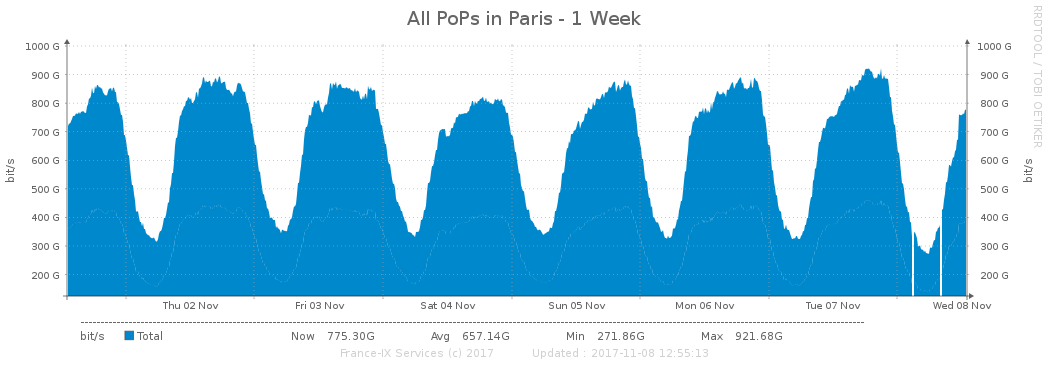 All PoPs in Paris - 1 Week
RRDTOOL / TOBI OETIKER
1000 G 1000 G
900 G 900 G
800 G 800 G
700 G 700 G
600 G 600 G
500 G 500 G
400 G 400 G
300 G 300 G
200 G 200 G
bit/s bit/s
Thu 02 Nov Fri 03 Nov Sat 04 Nov Sun 05 Nov Mon 06 Nov Tue 07 Nov Wed 08 Nov
bit/s Total Now 775.30G Avg 657.14G Min 271.86G Max 921.68G
France-IX Services (c) 2017 Updated : 2017-11-08 12:55:13